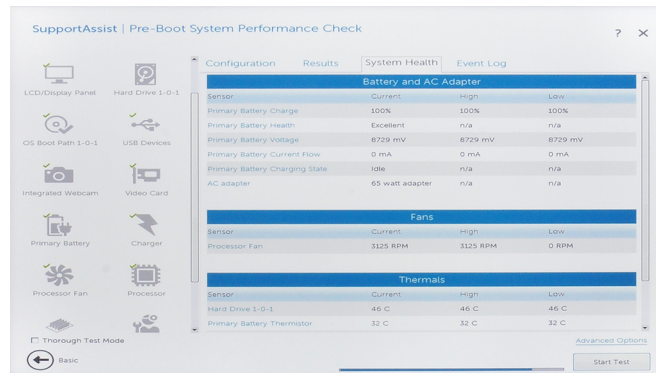 SupportAssist | Pre-Boot System Performance Check
? ✕
Configuration Results System Health Event Log
LCD/Display Panel Hard Drive 1-0-1
OS Boot Path 1-0-1 USB Devices
Integrated Webcam Video Card
Primary Battery Charger
Processor Fan Processor
Battery and AC Adapter
Sensor Current High Low
Primary Battery Charge 100% 100% 100%
Primary Battery Health Excellent n/a n/a
Primary Battery Voltage 8729 mV 8729 mV 8729 mV
Primary Battery Current Flow 0 mA 0 mA 0 mA
Primary Battery Charging State Idle n/a n/a
AC adapter 65 watt adapter n/a n/a
Fans
Sensor Current High Low
Processor Fan 3125 RPM 3125 RPM 0 RPM
Thermals
Sensor Current High Low
Hard Drive 1-0-1 46 C 46 C 46 C
Primary Battery Thermistor 32 C 32 C 32 C
Thorough Test Mode
Advanced Options
Basic
Start Test